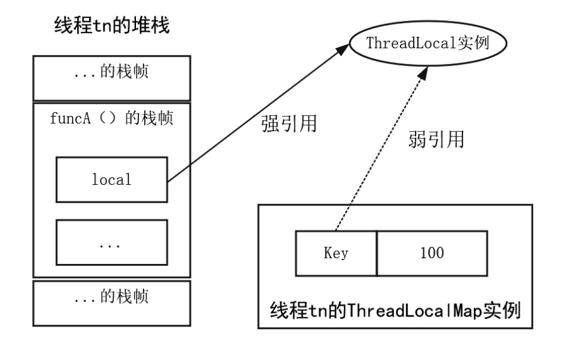 线程tn的堆栈
...的栈帧
funcA（）的栈帧
local
...
...的栈帧
ThreadLocal实例
强引用
弱引用
Key
100
线程tn的ThreadLocalMap实例